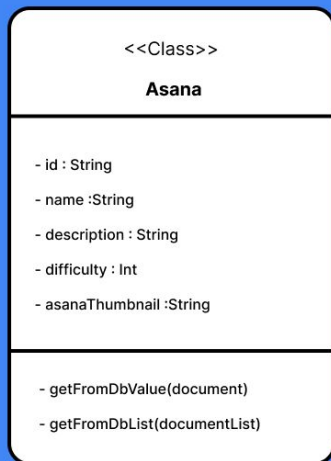 <<Class>>
Asana
- id : String
- name :String
- description : String
- difficulty : Int
- asanaThumbnail :String
- getFromDbValue(document)
- getFromDbList(documentList)